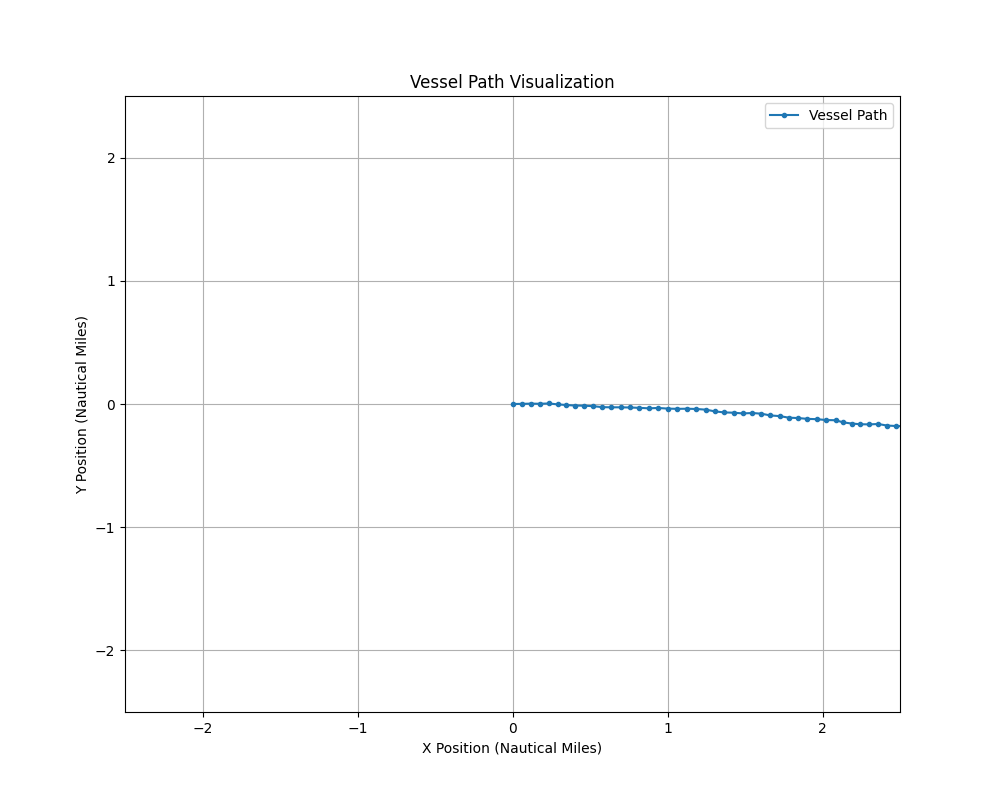 Vessel Path Visualization
Vessel Path
Y Position (Nautical Miles)
2
1
0
−1
−2
−2
−1
0
1
2
X Position (Nautical Miles)